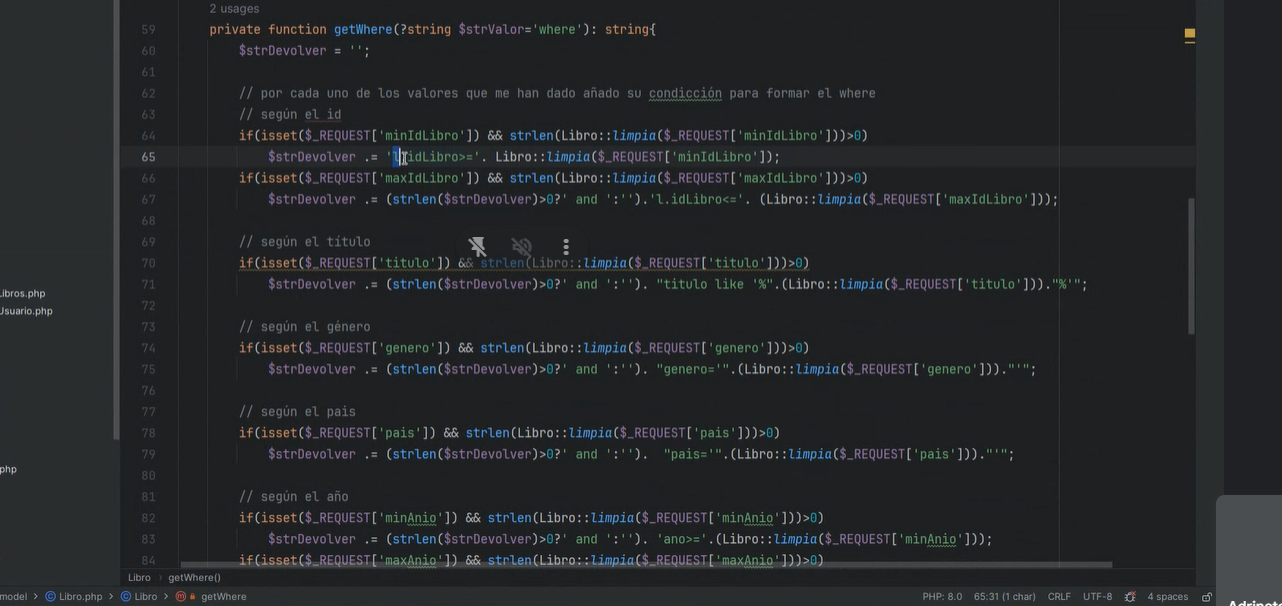 2 usages
59 private function getWhere(?string $strValor='where'): string{
60 $strDevolver = '';
61
62 // por cada uno de los valores que me han dado añado su condicción para formar el where
63 // según el id
64 if(isset($_REQUEST['minIdLibro']) && strlen(Libro::limpia($_REQUEST['minIdLibro']))>0)
65 $strDevolver .= 'l.idLibro>='. Libro::limpia($_REQUEST['minIdLibro']);
66 if(isset($_REQUEST['maxIdLibro']) && strlen(Libro::limpia($_REQUEST['maxIdLibro']))>0)
67 $strDevolver .= (strlen($strDevolver)>0?' and ':'').'l.idLibro<='. (Libro::limpia($_REQUEST['maxIdLibro']));
68
69 // según el título
70 if(isset($_REQUEST['titulo']) && strlen(Libro::limpia($_REQUEST['titulo']))>0)
71 $strDevolver .= (strlen($strDevolver)>0?' and ':''). "titulo like '%".(Libro::limpia($_REQUEST['titulo']))."%'";
72
73 // según el género
74 if(isset($_REQUEST['genero']) && strlen(Libro::limpia($_REQUEST['genero']))>0)
75 $strDevolver .= (strlen($strDevolver)>0?' and ':''). "genero='".(Libro::limpia($_REQUEST['genero']))."'";
76
77 // según el pais
78 if(isset($_REQUEST['pais']) && strlen(Libro::limpia($_REQUEST['pais']))>0)
79 $strDevolver .= (strlen($strDevolver)>0?' and ':''). "pais='".(Libro::limpia($_REQUEST['pais']))."'";
80
81 // según el año
82 if(isset($_REQUEST['minAnio']) && strlen(Libro::limpia($_REQUEST['minAnio']))>0)
83 $strDevolver .= (strlen($strDevolver)>0?' and ':''). 'ano>='.(Libro::limpia($_REQUEST['minAnio']));
84 if(isset($_REQUEST['maxAnio']) && strlen(Libro::limpia($_REQUEST['maxAnio']))>0)
Libros.php
Usuario.php
php
Libro > getWhere()
model > Libro.php > Libro > getWhere
PHP: 8.0 65:31 (1 char) CRLF UTF-8 4 spaces